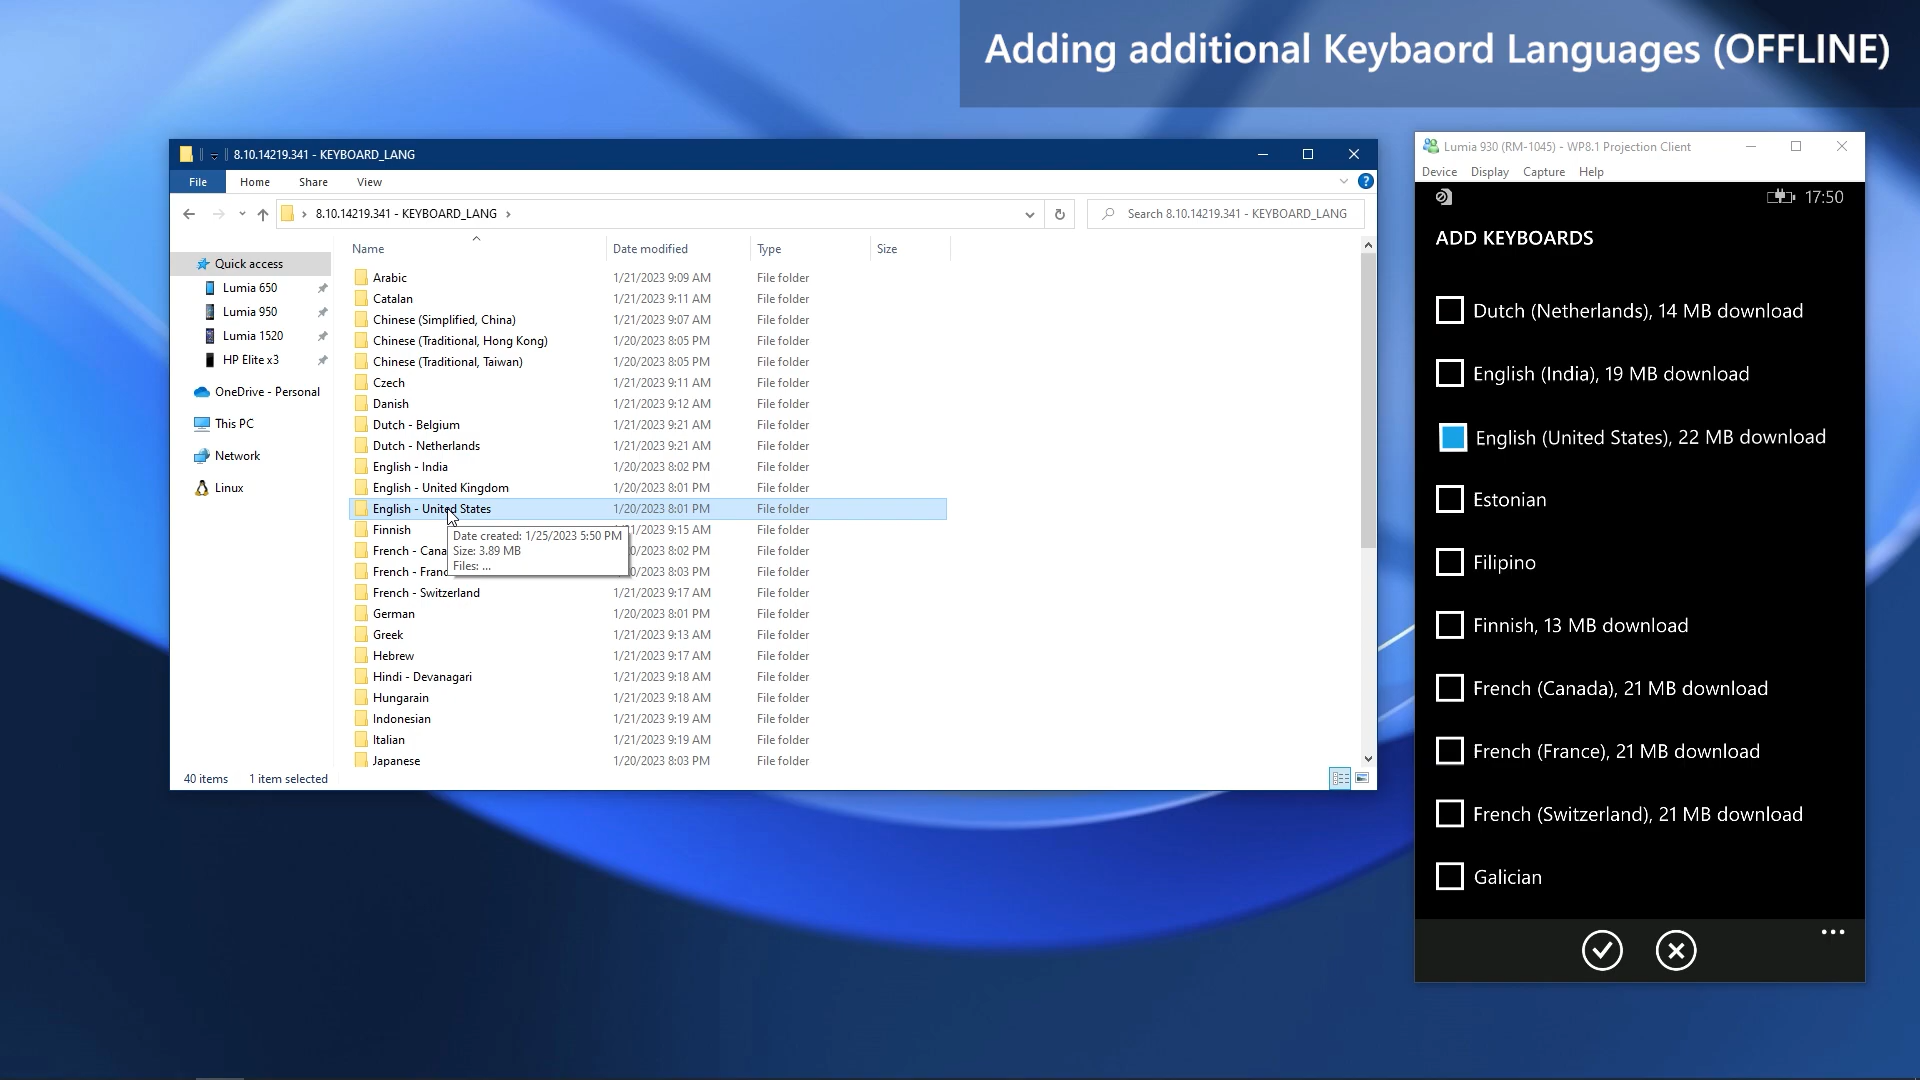 Adding additional Keybaord Languages (OFFLINE)
8.10.14219.341 - KEYBOARD_LANG
File Home Share View
8.10.14219.341 - KEYBOARD_LANG
Search 8.10.14219.341 - KEYBOARD_LANG
Quick access
Lumia 650
Lumia 950
Lumia 1520
HP Elite x3
OneDrive - Personal
This PC
Network
Linux
Name Date modified Type Size
Arabic 1/21/2023 9:09 AM File folder
Catalan 1/21/2023 9:11 AM File folder
Chinese (Simplified, China) 1/21/2023 9:07 AM File folder
Chinese (Traditional, Hong Kong) 1/20/2023 8:05 PM File folder
Chinese (Traditional, Taiwan) 1/20/2023 8:05 PM File folder
Czech 1/21/2023 9:11 AM File folder
Danish 1/21/2023 9:12 AM File folder
Dutch - Belgium 1/21/2023 9:21 AM File folder
Dutch - Netherlands 1/21/2023 9:21 AM File folder
English - India 1/20/2023 8:02 PM File folder
English - United Kingdom 1/20/2023 8:01 PM File folder
English - United States 1/20/2023 8:01 PM File folder
Finnish 1/2023 9:15 AM File folder
French - Cana 0/2023 8:02 PM File folder
French - Franc 0/2023 8:03 PM File folder
Date created: 1/25/2023 5:50 PM
Size: 3.89 MB
Files: ...
French - Switzerland 1/21/2023 9:17 AM File folder
German 1/20/2023 8:01 PM File folder
Greek 1/21/2023 9:13 AM File folder
Hebrew 1/21/2023 9:17 AM File folder
Hindi - Devanagari 1/21/2023 9:18 AM File folder
Hungarain 1/21/2023 9:18 AM File folder
Indonesian 1/21/2023 9:19 AM File folder
Italian 1/21/2023 9:19 AM File folder
Japanese 1/20/2023 8:03 PM File folder
40 items 1 item selected
Lumia 930 (RM-1045) - WP8.1 Projection Client
Device Display Capture Help
17:50
ADD KEYBOARDS
Dutch (Netherlands), 14 MB download
English (India), 19 MB download
English (United States), 22 MB download
Estonian
Filipino
Finnish, 13 MB download
French (Canada), 21 MB download
French (France), 21 MB download
French (Switzerland), 21 MB download
Galician